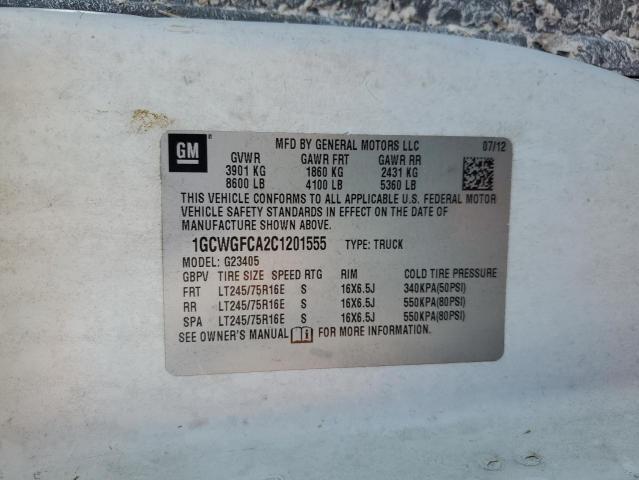 GM
MFD BY GENERAL MOTORS LLC 07/12
GVWR GAWR FRT GAWR RR
3901 KG 1860 KG 2431 KG
8600 LB 4100 LB 5360 LB
THIS VEHICLE CONFORMS TO ALL APPLICABLE U.S. FEDERAL MOTOR
VEHICLE SAFETY STANDARDS IN EFFECT ON THE DATE OF
MANUFACTURE SHOWN ABOVE.
1GCWGFCA2C1201555 TYPE: TRUCK
MODEL: G23405
GBPV TIRE SIZE SPEED RTG RIM COLD TIRE PRESSURE
FRT LT245/75R16E S 16X6.5J 340KPA(50PSI)
RR LT245/75R16E S 16X6.5J 550KPA(80PSI)
SPA LT245/75R16E S 16X6.5J 550KPA(80PSI)
SEE OWNER'S MANUAL FOR MORE INFORMATION.